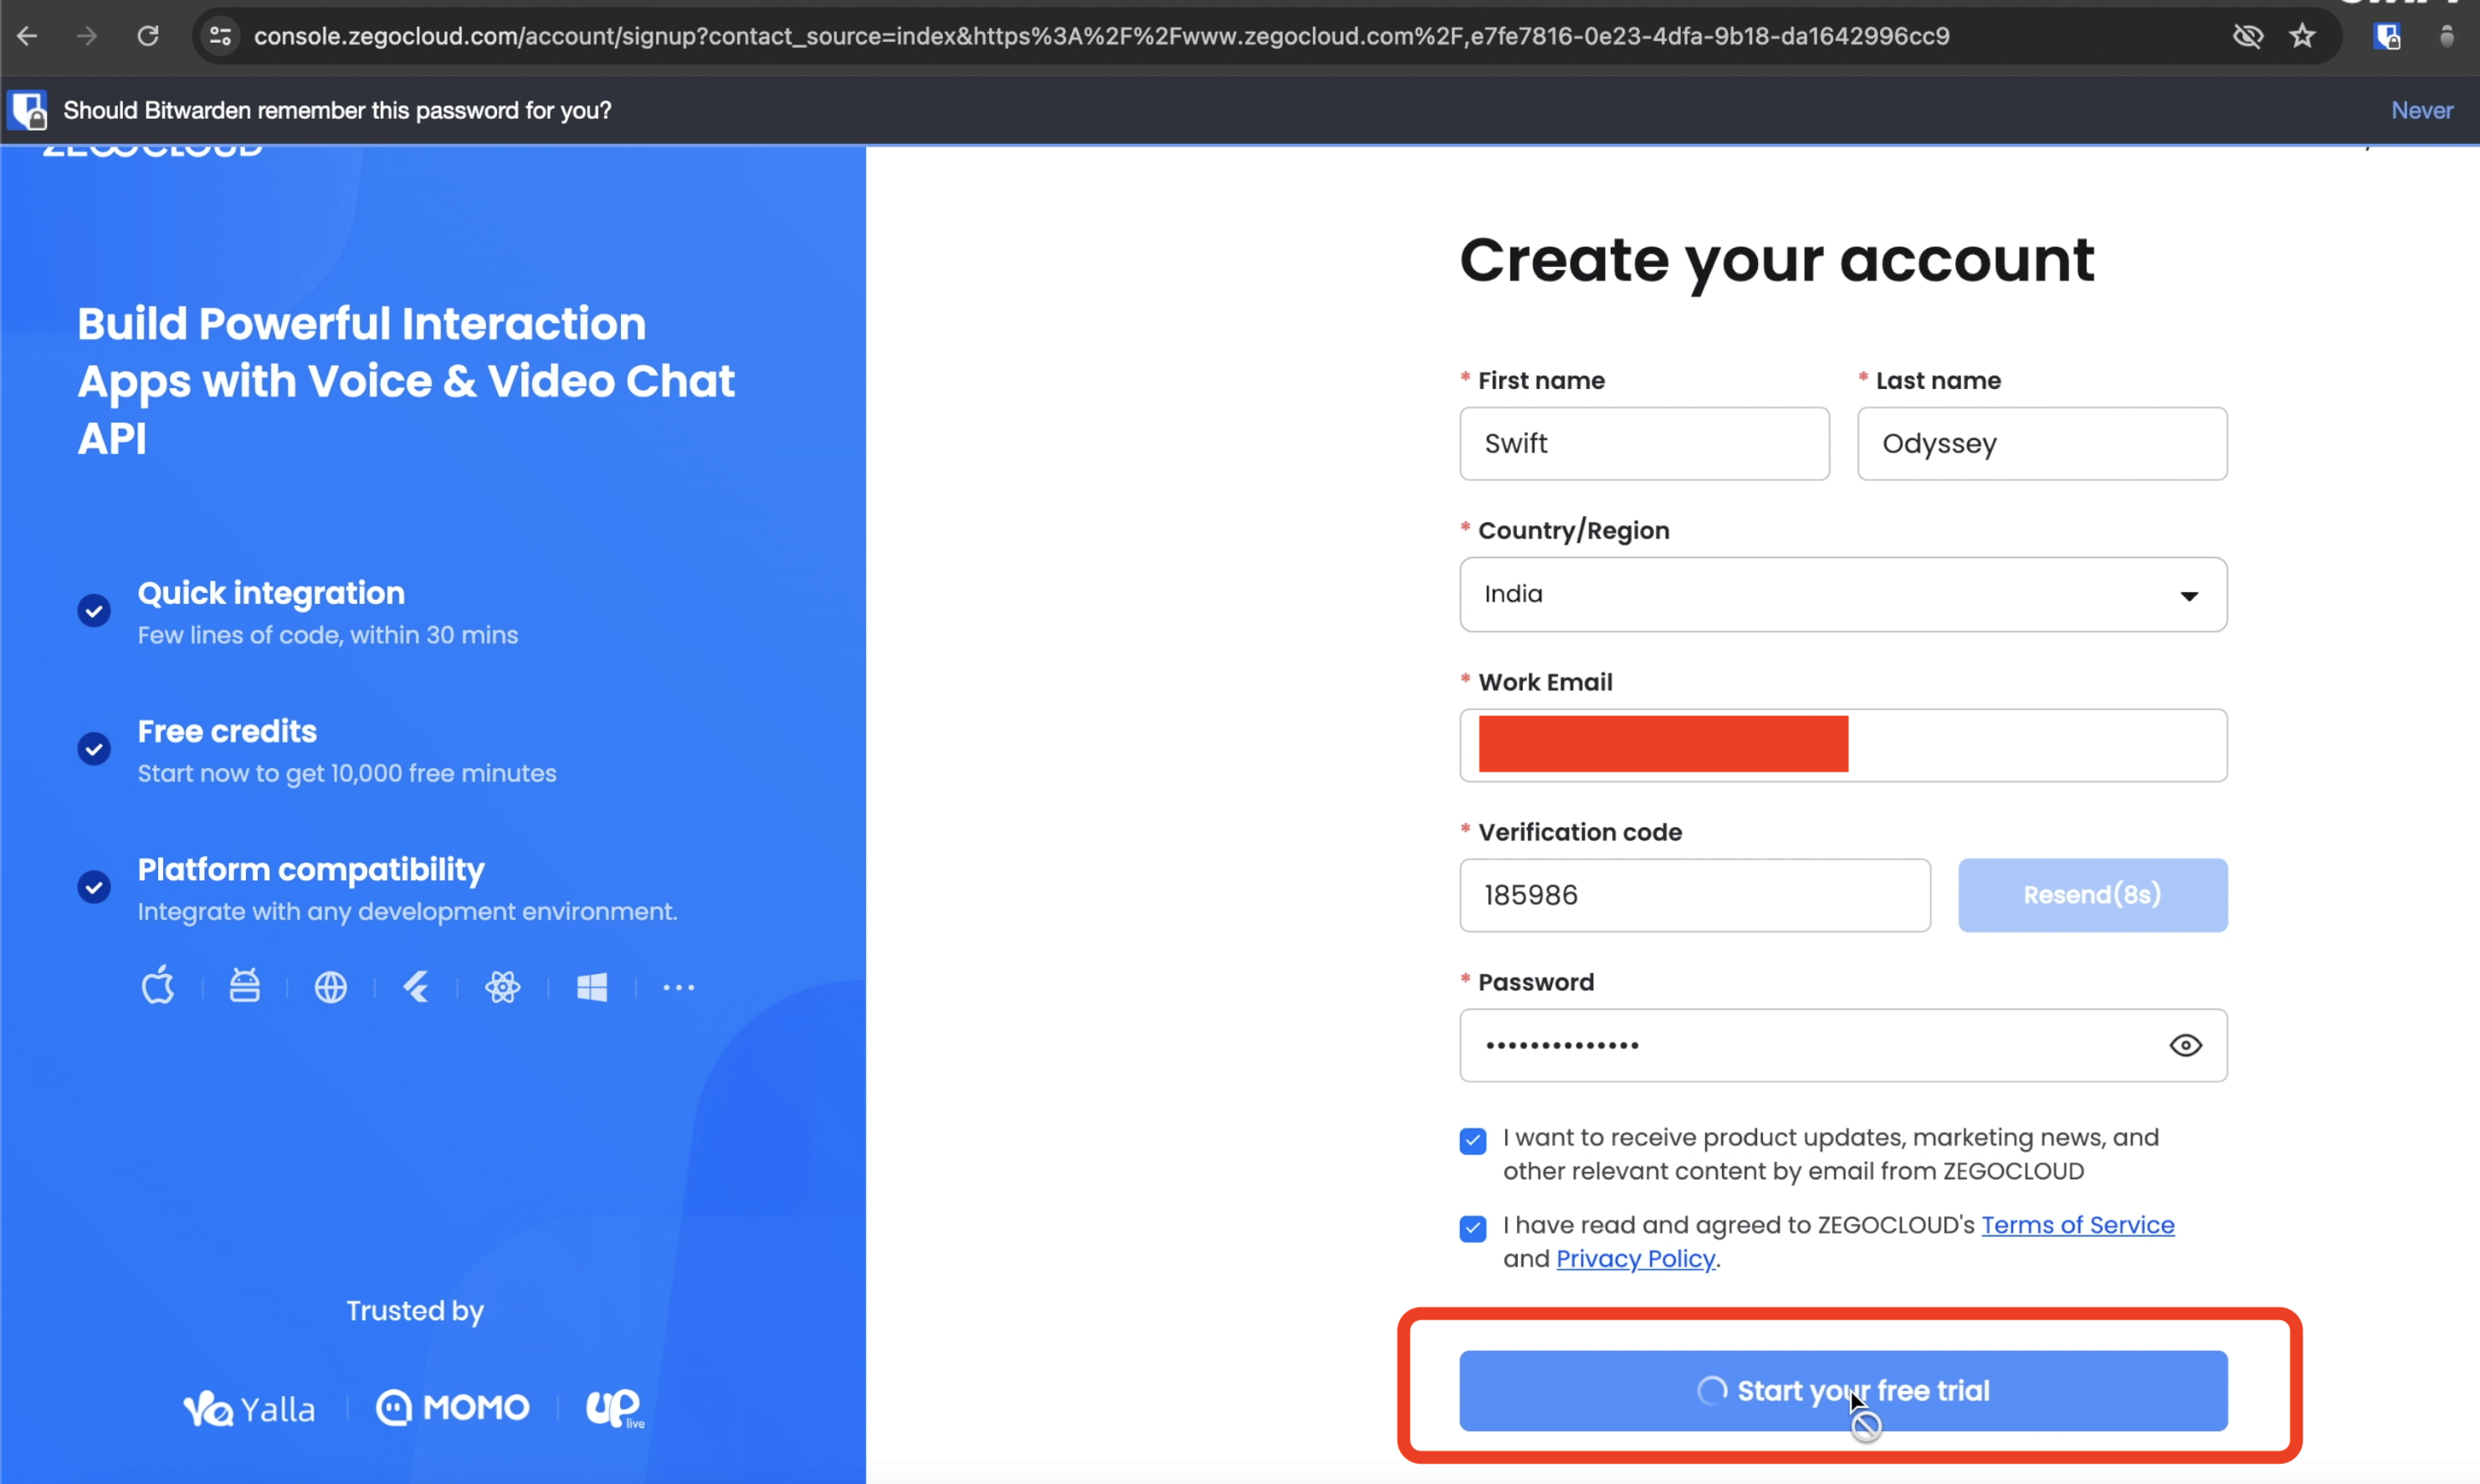 console.zegocloud.com/account/signup?contact_source=index&https%3A%2F%2Fwww.zegocloud.com%2F,e7fe7816-0e23-4dfa-9b18-da1642996cc9
Should Bitwarden remember this password for you?
Never
ZEGOCLOUD
Build Powerful Interaction
Apps with Voice & Video Chat
API
Quick integration
Few lines of code, within 30 mins
Free credits
Start now to get 10,000 free minutes
Platform compatibility
Integrate with any development environment.
Trusted by
Yalla
MOMO
UP live
Create your account
* First name
* Last name
Swift
Odyssey
* Country/Region
India
* Work Email
* Verification code
185986
Resend(8s)
* Password
I want to receive product updates, marketing news, and
other relevant content by email from ZEGOCLOUD
I have read and agreed to ZEGOCLOUD's Terms of Service
and Privacy Policy.
Start your free trial